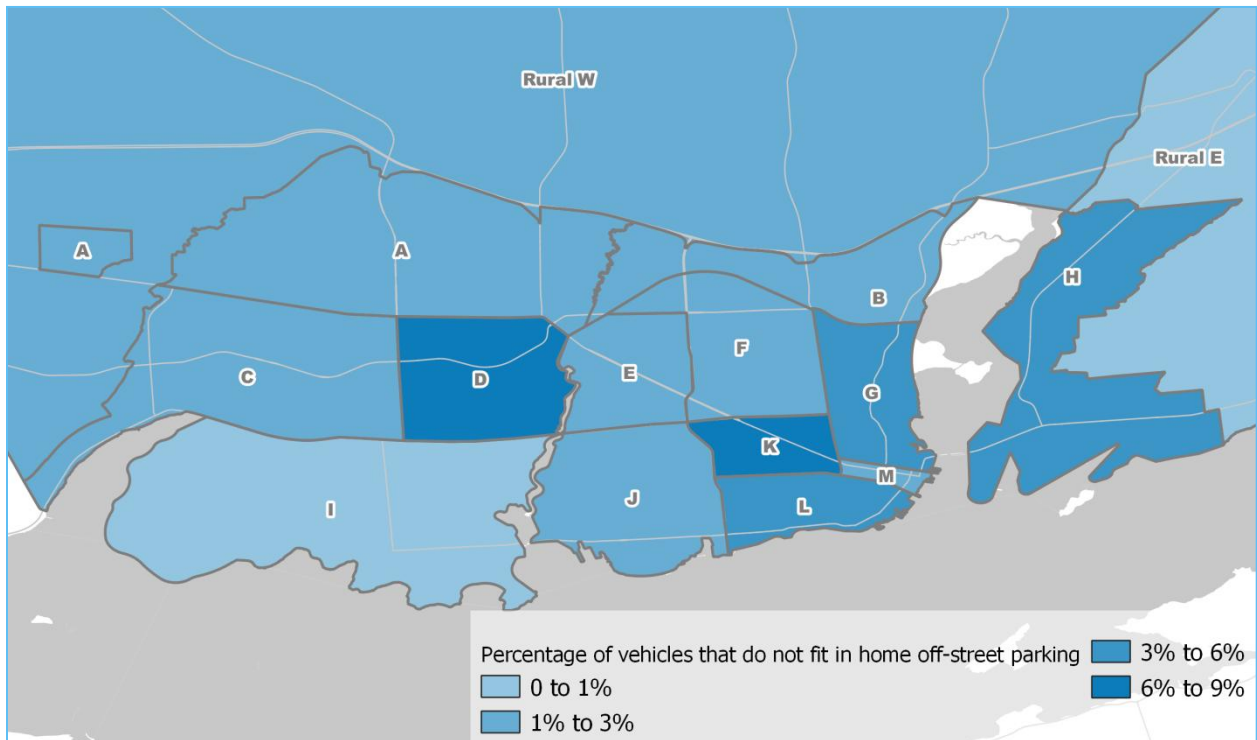 Rural W
Rural E
A
A
H
B
F
E
C
D
G
K
M
I
J
L
Percentage of vehicles that do not fit in home off-street parking
0 to 1%
1% to 3%
3% to 6%
6% to 9%